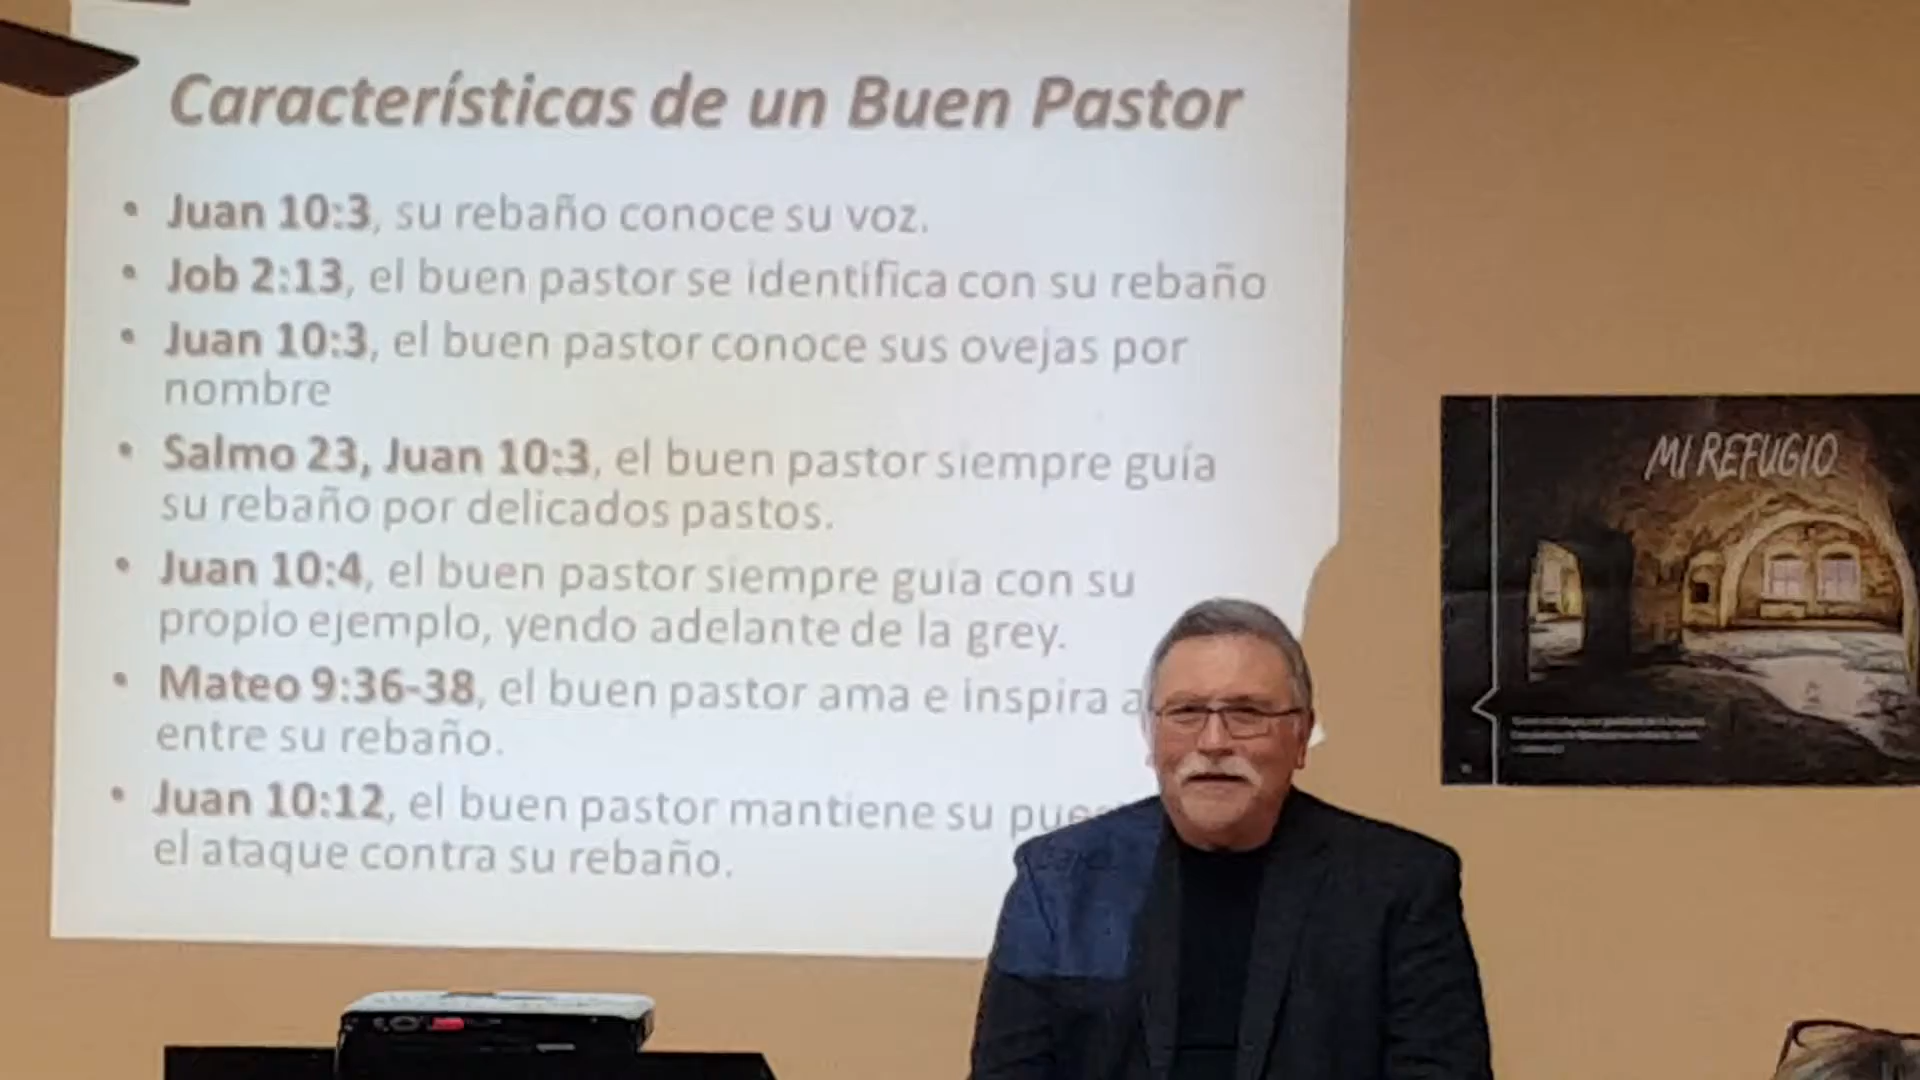 Características de un Buen Pastor
• Juan 10:3, su rebaño conoce su voz.
• Job 2:13, el buen pastor se identifica con su rebaño
• Juan 10:3, el buen pastor conoce sus ovejas por
nombre
• Salmo 23, Juan 10:3, el buen pastor siempre guía
su rebaño por delicados pastos.
• Juan 10:4, el buen pastor siempre guía con su
propio ejemplo, yendo adelante de la grey.
• Mateo 9:36-38, el buen pastor ama e inspira a
entre su rebaño.
• Juan 10:12, el buen pastor mantiene su
el ataque contra su rebaño.
MI REFUGIO